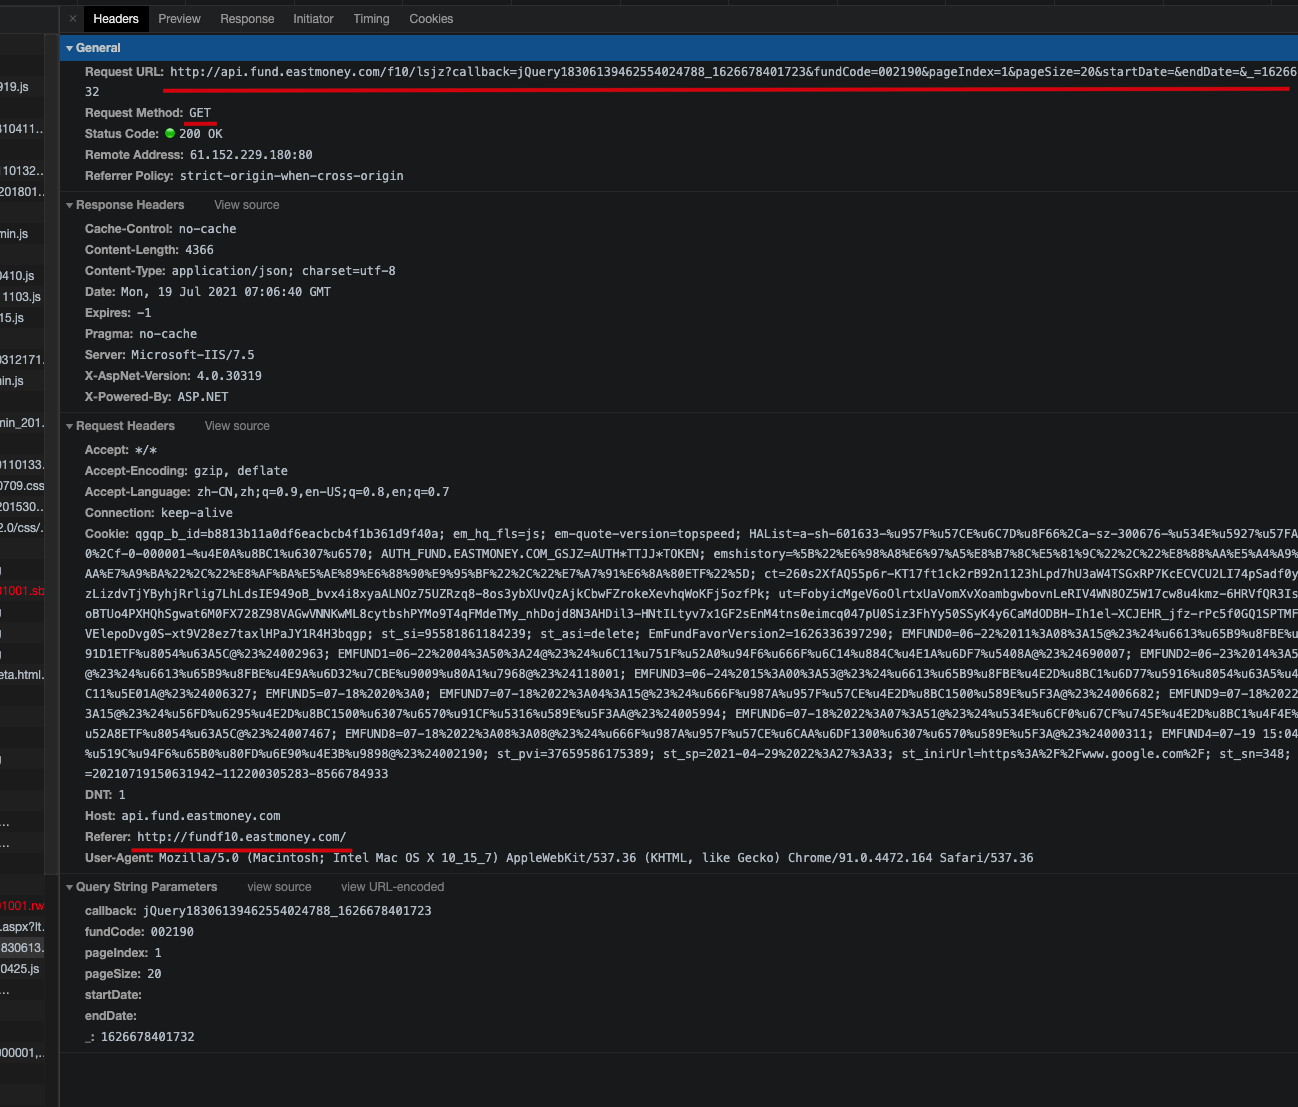 Headers Preview Response Initiator Timing Cookies
General
Request URL: http://api.fund.eastmoney.com/f10/lsjz?callback=jQuery18306139462554024788_1626678401723&fundCode=002190&pageIndex=1&pageSize=20&startDate=&endDate=&_=16266
32
Request Method: GET
Status Code: 200 OK
Remote Address: 61.152.229.180:80
Referrer Policy: strict-origin-when-cross-origin
Response Headers View source
Cache-Control: no-cache
Content-Length: 4366
Content-Type: application/json; charset=utf-8
Date: Mon, 19 Jul 2021 07:06:40 GMT
Expires: -1
Pragma: no-cache
Server: Microsoft-IIS/7.5
X-AspNet-Version: 4.0.30319
X-Powered-By: ASP.NET
Request Headers View source
Accept: */*
Accept-Encoding: gzip, deflate
Accept-Language: zh-CN,zh;q=0.9,en-US;q=0.8,en;q=0.7
Connection: keep-alive
Cookie: qgqp_b_id=b8813b11a0df6eacbcb4f1b361d9f40a; em_hq_fls=js; em-quote-version=topspeed; HAList=a-sh-601633-%u957F%u57CE%u6C7D%u8F66%2Ca-sz-300676-%u534E%u5927%u57FA
0%2Cf-0-000001-%u4E0A%u8BC1%u6307%u6570; AUTH_FUND.EASTMONEY.COM_GSJZ=AUTH*TTJJ*TOKEN; emshistory=%5B%22%E6%98%A8%E6%97%A5%E8%B7%8C%E5%81%9C%22%2C%22%E8%88%AA%E5%A4%A9%
AA%E7%A9%BA%22%2C%22%E8%AF%BA%E5%AE%89%E6%88%90%E9%95%BF%22%2C%22%E7%A7%91%E6%8A%80ETF%22%5D; ct=260s2XfAQ55p6r-KT17ft1ck2rB92n1123hLpd7hU3aW4TSGxRP7KcECVCU2LI74pSadf0y
zLizdvTjYByhjRrlig7LhLdsIE949oB_bvx4i8xyaALNOz75UZRzq8-8os3ybXUvQzAjkCbwFZrokeXevhqWoKFj5ozfPk; ut=FobyicMgeV6oOlrtxUaVomXvXoambgwbovnLeRIV4WN8OZ5W17cw8u4kmz-6HRVfQR3Is
oBTUo4PXHQhSgwat6M0FX728Z98VAGwVNNKwML8cytbshPYMo9T4qFMdeTMy_nhDojd8N3AHDil3-HNtILtyv7x1GF2sEnM4tns0eimcq047pU0Siz3FhYy50SSyK4y6CaMdODBH-Ih1el-XCJEHR_jfz-rPc5f0GQ1SPTMF
VElepoDvg0S-xt9V28ez7taxlHPaJY1R4H3bqgp; st_si=95581861184239; st_asi=delete; EmFundFavorVersion2=1626336397290; EMFUND0=06-22%2011%3A08%3A15@%23%24%u6613%u65B9%u8FBE%u
91D1ETF%u8054%u63A5C@%23%24002963; EMFUND1=06-22%2004%3A50%3A24@%23%24%u6C11%u751F%u52A0%u94F6%u666F%u6C14%u884C%u4E1A%u6DF7%u5408A@%23%24690007; EMFUND2=06-23%2014%3A5
@%23%24%u6613%u65B9%u8FBE%u4E9A%u6D32%u7CBE%u9009%u80A1%u7968@%23%24118001; EMFUND3=06-24%2015%3A00%3A53@%23%24%u6613%u65B9%u8FBE%u4E2D%u8BC1%u6D77%u5916%u8054%u63A5%u4
C11%u5E01A@%23%24006327; EMFUND5=07-18%2020%3A0; EMFUND7=07-18%2022%3A04%3A15@%23%24%u666F%u987A%u957F%u57CE%u4E2D%u8BC1500%u589E%u5F3A@%23%24006682; EMFUND9=07-18%2022
3A15@%23%24%u56FD%u6295%u4E2D%u8BC1500%u6307%u6570%u91CF%u5316%u589E%u5F3AA@%23%24005994; EMFUND6=07-18%2022%3A07%3A51@%23%24%u534E%u6CF0%u67CF%u745E%u4E2D%u8BC1%u4F4E%
u52A8ETF%u8054%u63A5C@%23%24007467; EMFUND8=07-18%2022%3A08%3A08@%23%24%u666F%u987A%u957F%u57CE%u6CAA%u6DF1300%u6307%u6570%u589E%u5F3A@%23%24000311; EMFUND4=07-19 15:04
%u519C%u94F6%u65B0%u80FD%u6E90%u4E3B%u9898@%23%24002190; st_pvi=37659586175389; st_sp=2021-04-29%2022%3A27%3A33; st_inirUrl=https%3A%2F%2Fwww.google.com%2F; st_sn=348;
=20210719150631942-112200305283-8566784933
DNT: 1
Host: api.fund.eastmoney.com
Referer: http://fundf10.eastmoney.com/
User-Agent: Mozilla/5.0 (Macintosh; Intel Mac OS X 10_15_7) AppleWebKit/537.36 (KHTML, like Gecko) Chrome/91.0.4472.164 Safari/537.36
Query String Parameters view source view URL-encoded
callback: jQuery18306139462554024788_1626678401723
fundCode: 002190
pageIndex: 1
pageSize: 20
startDate:
endDate:
_: 1626678401732
919.js
410411...
110132...
201801...
min.js
0410.js
1103.js
15.js
0312171.
nin.js
min_201.
0110133.
0709.css
201530...
2.0/css/.
01001.sb
eta.html.
01001.rw
.aspx?lt.
830613.
0425.js
000001,..